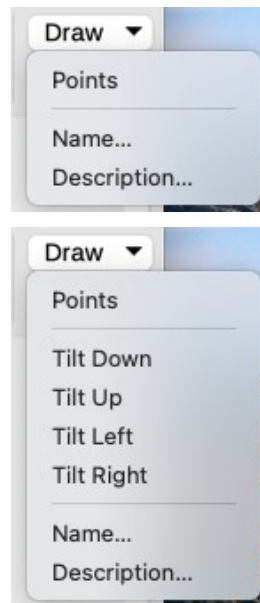 Draw
Points
Name...
Description...
Draw
Points
Tilt Down
Tilt Up
Tilt Left
Tilt Right
Name...
Description...